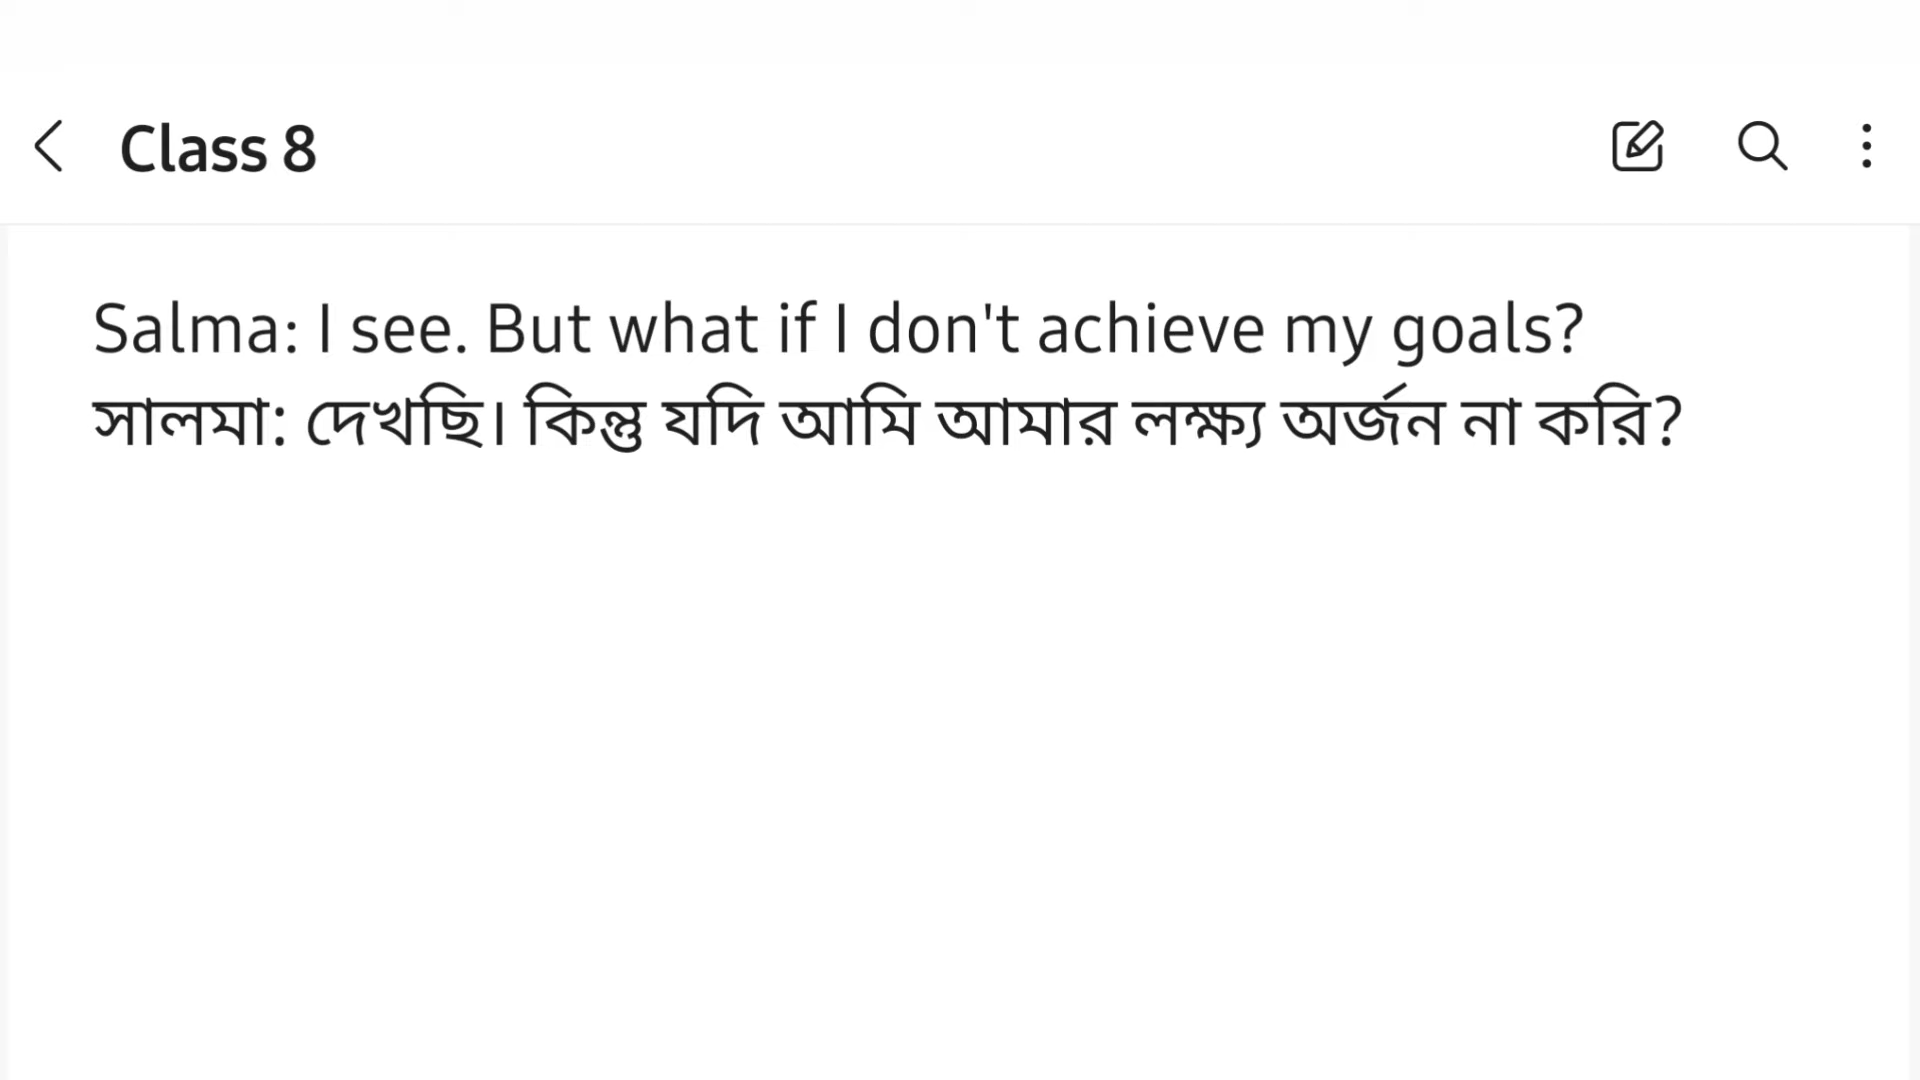 Class 8
Salma: I see. But what if I don't achieve my goals?
সালমা: দেখছি। কিন্তু যদি আমি আমার লক্ষ্য অর্জন না করি?